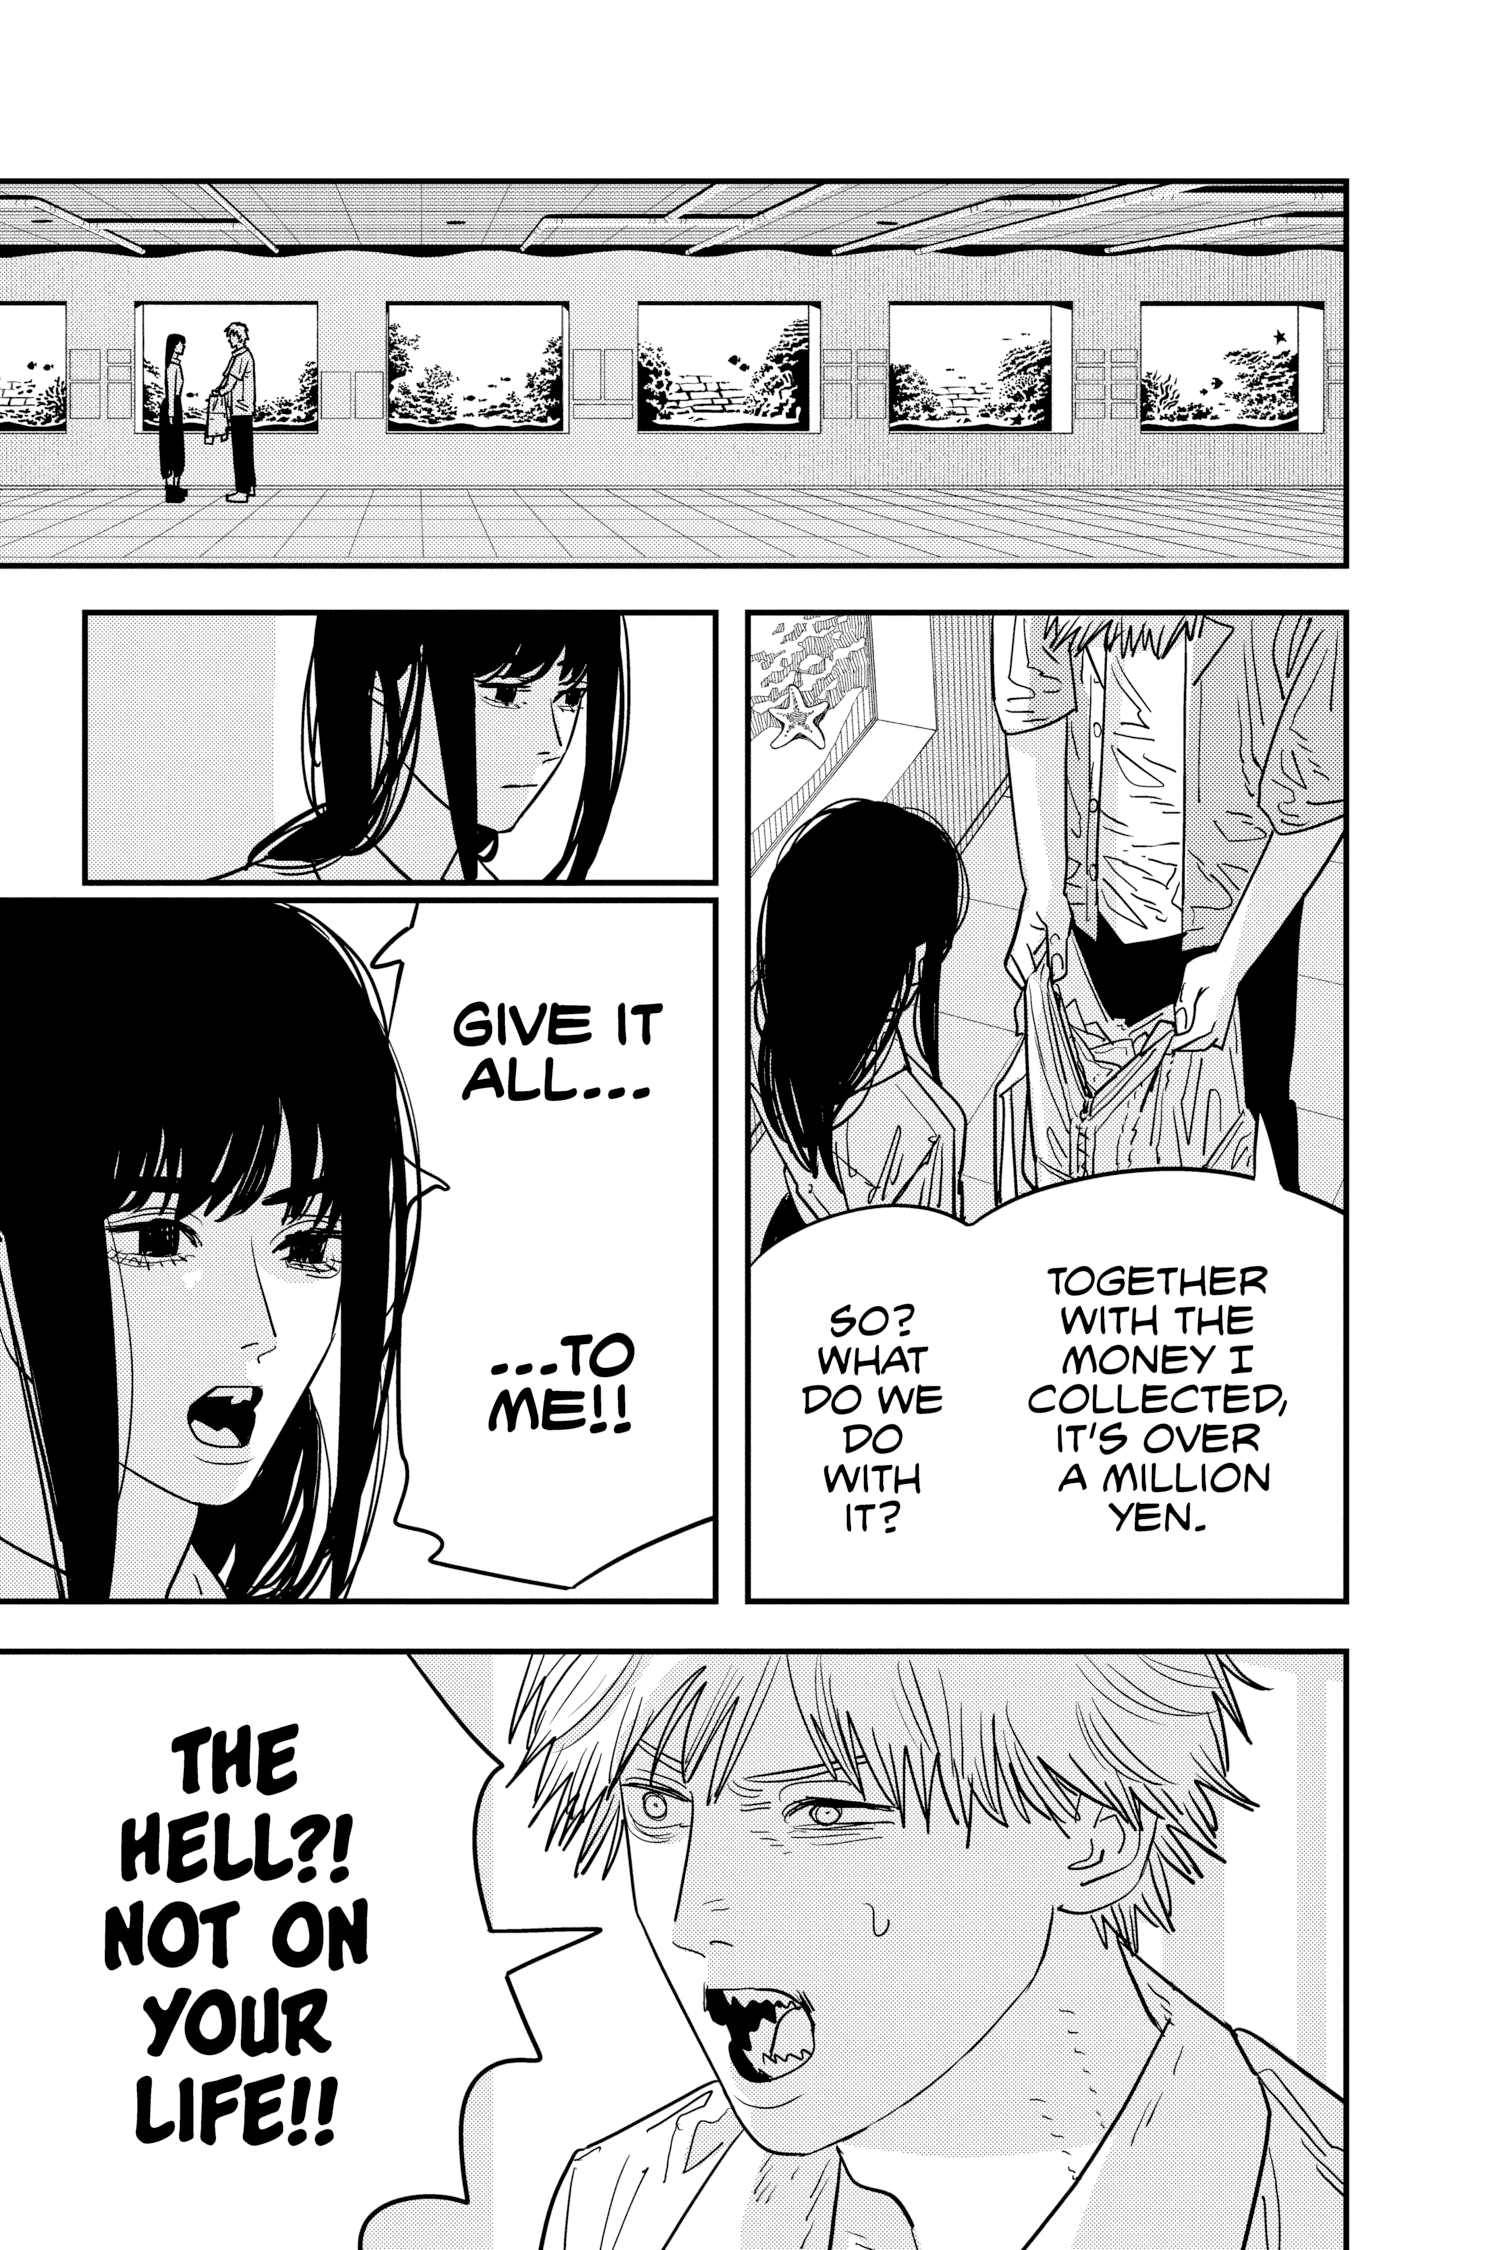 TOGETHER
WITH THE
MONEY I
COLLECTED,
IT'S OVER
A MILLION
YEN.
SO?
WHAT
DO WE
DO
WITH
IT?
GIVE IT
ALL...
...TO
ME!!
THE
HELL?!
NOT ON
YOUR
LIFE!!